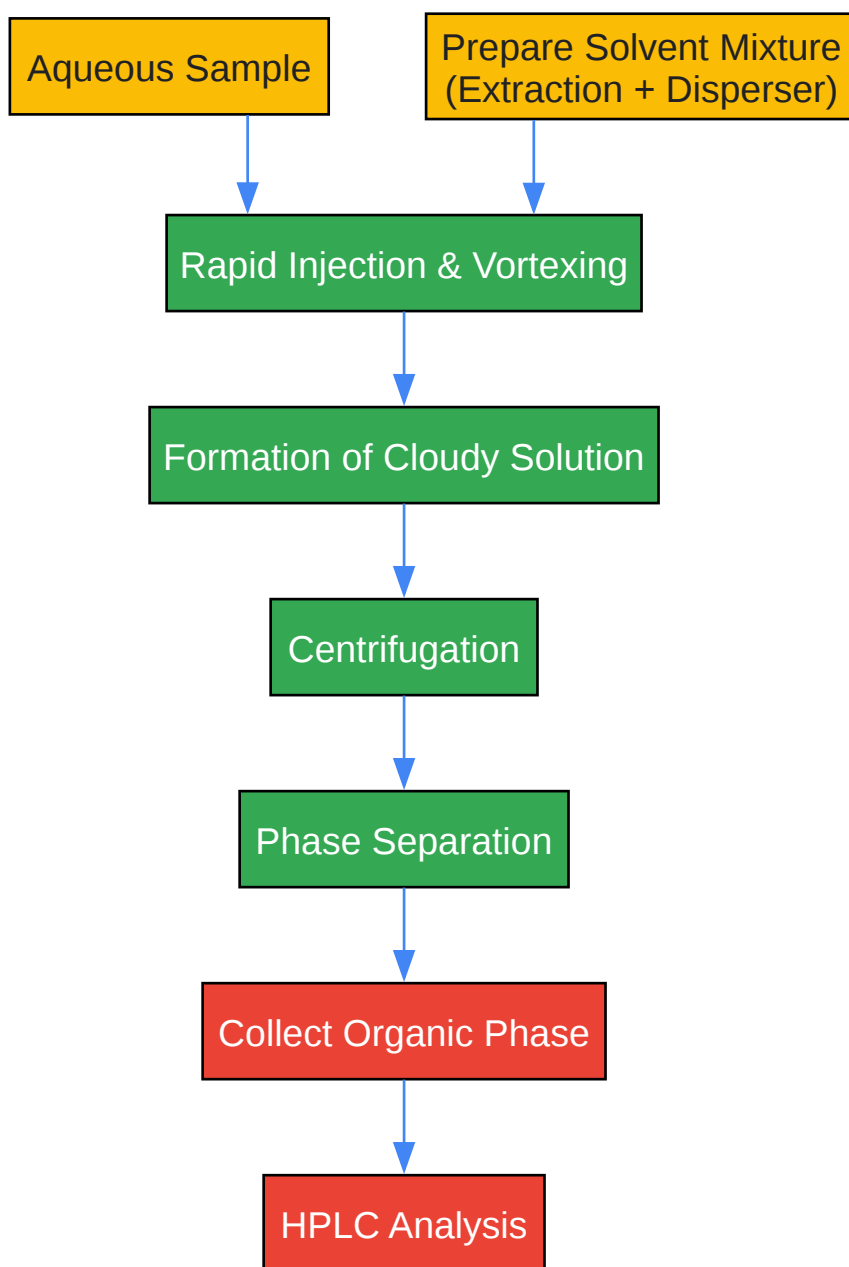 Aqueous Sample
Prepare Solvent Mixture
(Extraction + Disperser)
Rapid Injection & Vortexing
Formation of Cloudy Solution
Centrifugation
Phase Separation
Collect Organic Phase
HPLC Analysis